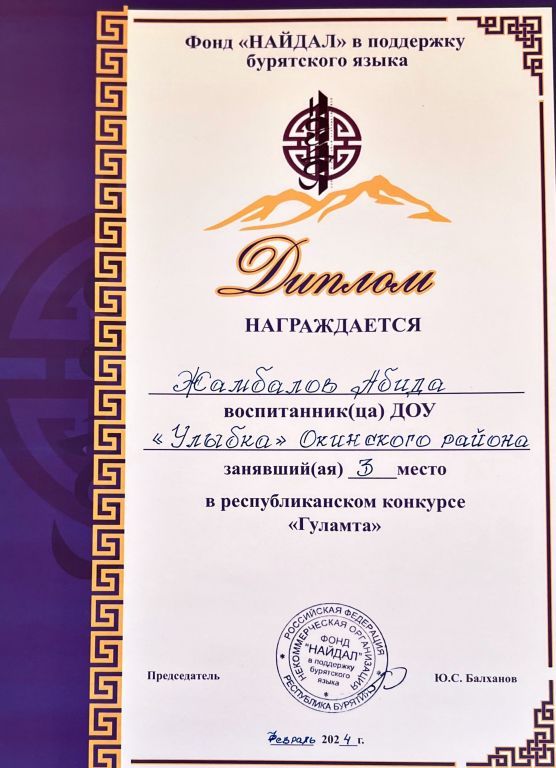 Фонд «НАЙДАЛ» в поддержку
бурятского языка
Диплом
НАГРАЖДАЕТСЯ
Жамбалов Абида
воспитанник(ца) ДОУ
«Улыбка» Окинского района
занявший(ая) 3 место
в республиканском конкурсе
«Гуламта»
РОССИЙСКАЯ ФЕДЕРАЦИЯ
НЕКОММЕРЧЕСКАЯ ОРГАНИЗАЦИЯ
ФОНД
"НАЙДАЛ"
в поддержку
бурятского
языка
РЕСПУБЛИКА БУРЯТИЯ
Председатель
Ю.С. Балханов
Февраль 2024 г.